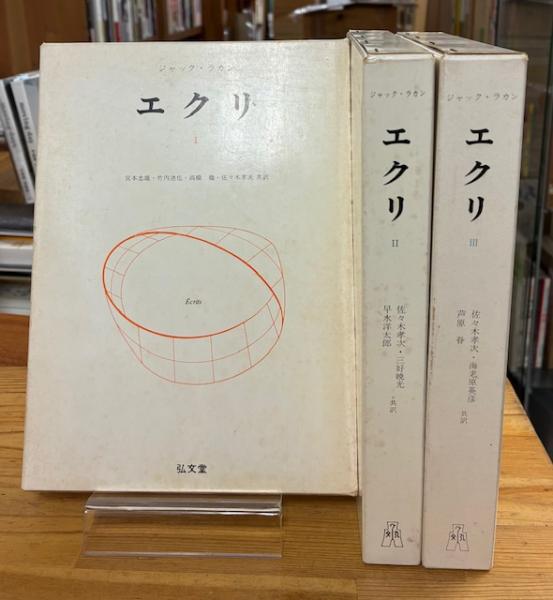 ジャック・ラカン
エクリ
I
宮本忠雄・竹内迪也・高橋 徹・佐々木孝次 共訳
Écrits
弘文堂
ジャック・ラカン
エクリ
II
佐々木孝次・三好暁光
早水洋太郎
共訳
ジャック・ラカン
エクリ
III
佐々木孝次・海老原英彦
芦原 眷
共訳